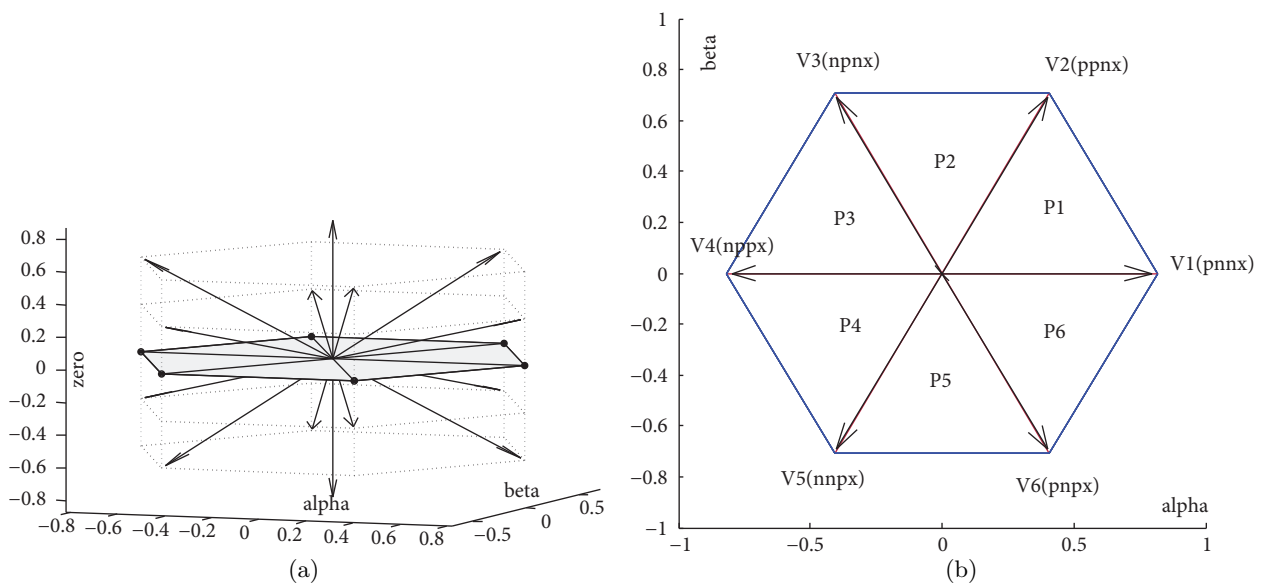 0.8
0.6
0.4
0.2
0
−0.2
−0.4
−0.6
−0.8
zero
−0.8 −0.6 −0.4 −0.2 0 0.2 0.4 0.6 0.8
alpha
beta
−0.5 0 0.5
(a)
1
0.8
0.6
0.4
0.2
0
−0.2
−0.4
−0.6
−0.8
−1
beta
V3(npnx) V2(ppnx)
P2
P1
P3
V4(nppx)
V1(pnnx)
P4
P6
P5
V5(nnpx) V6(pnpx)
alpha
−1 −0.5 0 0.5 1
(b)